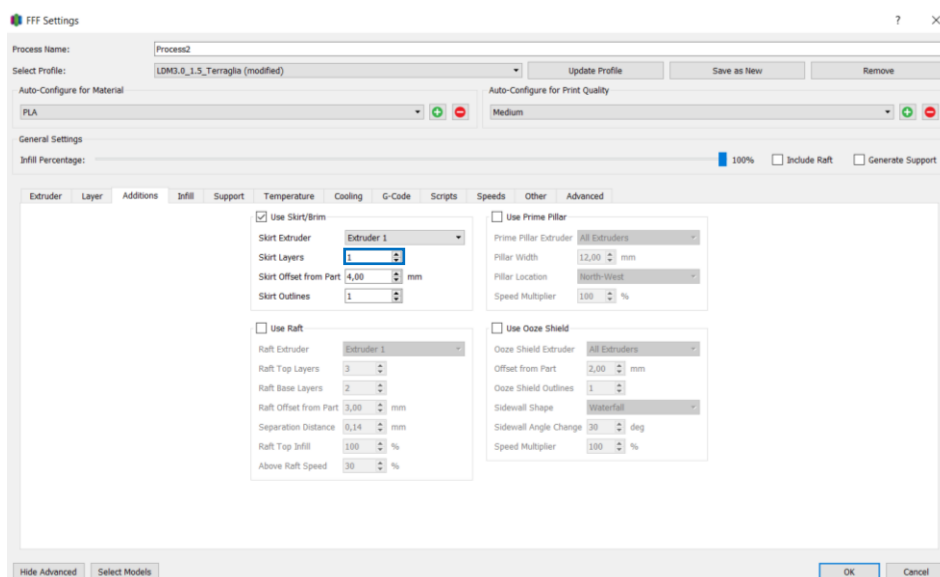 FFF Settings ?
Process Name: Process2
Select Profile: LDM3.0_1.5_Terraglia (modified) Update Profile Save as New Remove
Auto-Configure for Material Auto-Configure for Print Quality
PLA Medium
General Settings
Infill Percentage: 100% Include Raft Generate Support
Extruder Layer Additions Infill Support Temperature Cooling G-Code Scripts Speeds Other Advanced
Use Skirt/Brim
Skirt Extruder Extruder 1
Skirt Layers 1
Skirt Offset from Part 4,00 mm
Skirt Outlines 1
Use Prime Pillar
Prime Pillar Extruder All Extruders
Pillar Width 12,00 mm
Pillar Location North-West
Speed Multiplier 100 %
Use Raft
Raft Extruder Extruder 1
Raft Top Layers 3
Raft Base Layers 2
Raft Offset from Part 3,00 mm
Separation Distance 0,14 mm
Raft Top Infill 100 %
Above Raft Speed 30 %
Use Ooze Shield
Ooze Shield Extruder All Extruders
Offset from Part 2,00 mm
Ooze Shield Outlines 1
Sidewall Shape Waterfall
Sidewall Angle Change 30 deg
Speed Multiplier 100 %
Hide Advanced Select Models OK Cancel